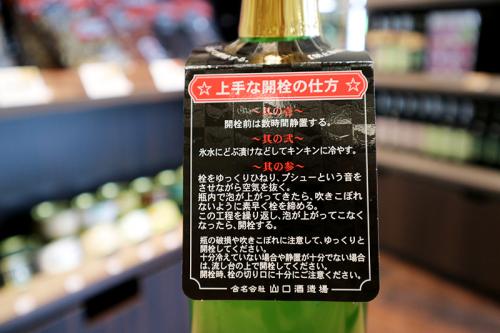 ☆上手な開栓の仕方☆
～其の壱～
開栓前は数時間静置する。
～其の弐～
氷水にどぶ漬けなどしてキンキンに冷やす。
～其の参～
栓をゆっくりひねり、プシューという音を
させながら空気を抜く。
瓶内で泡が上がってきたら、吹きこぼれ
ないように素早く栓を締める。
この工程を繰り返し、泡が上がってこなく
なったら、開栓する。
瓶の破損や吹きこぼれに注意して、ゆっくりと
開栓してください。
十分冷えていない場合や静置が十分でない場合
は、流し台の上で開栓してください。
開栓時、栓の切り口に十分にご注意ください。
合名会社 山口酒造場